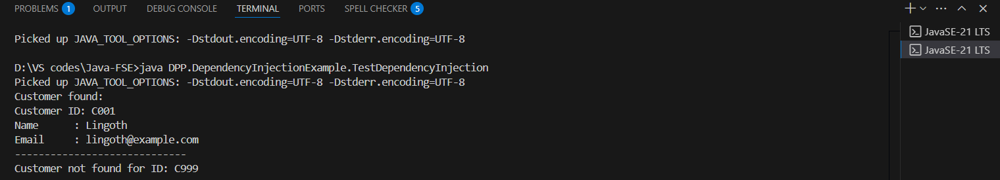 PROBLEMS 1 OUTPUT DEBUG CONSOLE TERMINAL PORTS SPELL CHECKER 5
Picked up JAVA_TOOL_OPTIONS: -Dstdout.encoding=UTF-8 -Dstderr.encoding=UTF-8
D:\VS codes\Java-FSE>java DPP.DependencyInjectionExample.TestDependencyInjection
Picked up JAVA_TOOL_OPTIONS: -Dstdout.encoding=UTF-8 -Dstderr.encoding=UTF-8
Customer found:
Customer ID: C001
Name      : Lingoth
Email     : lingoth@example.com
-----------------------------
Customer not found for ID: C999
JavaSE-21 LTS
JavaSE-21 LTS